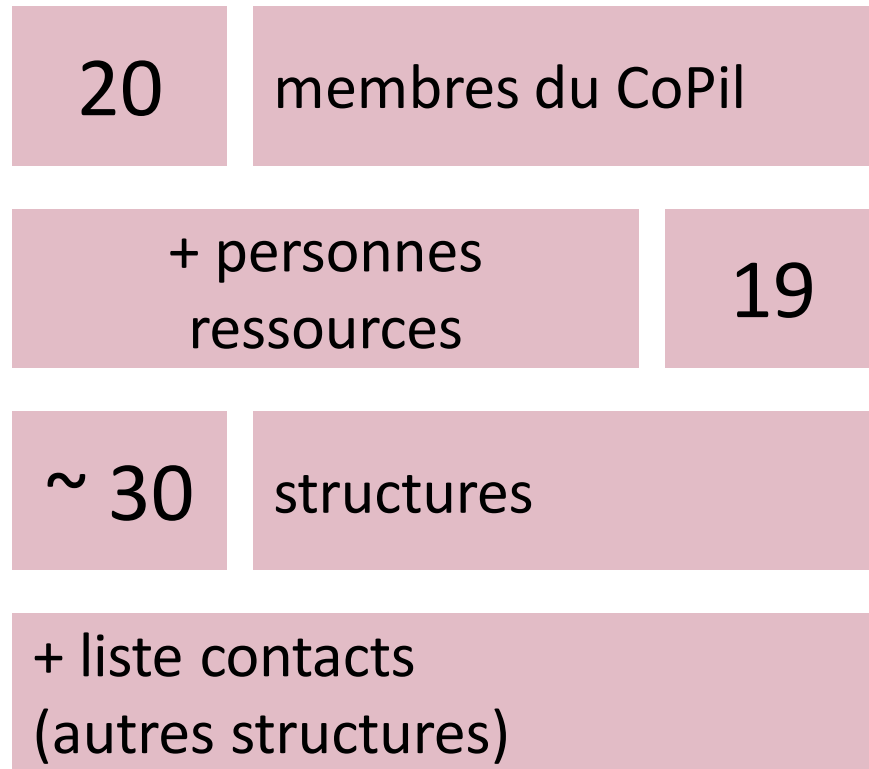 20
membres du CoPil
+ personnes
ressources
19
~ 30
structures
+ liste contacts
(autres structures)